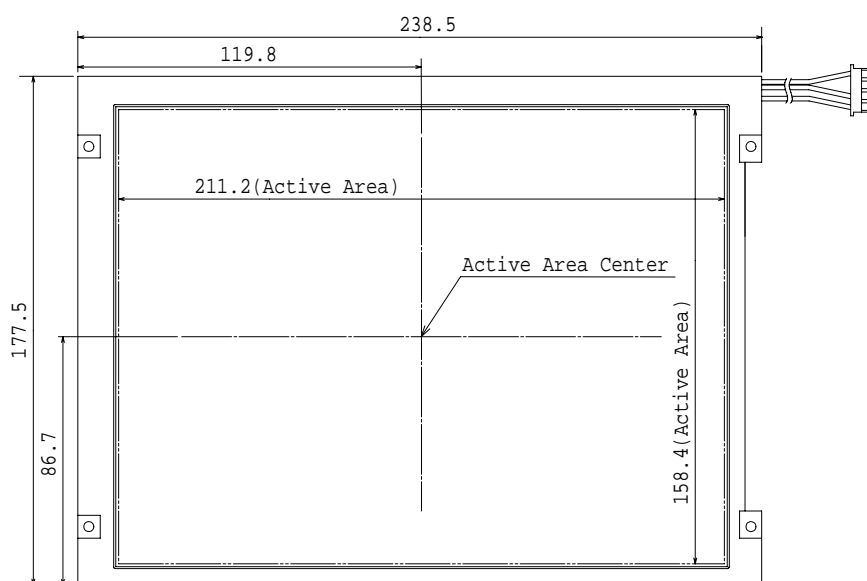 238.5
119.8
211.2(Active Area)
Active Area Center
177.5
86.7
158.4(Active Area)